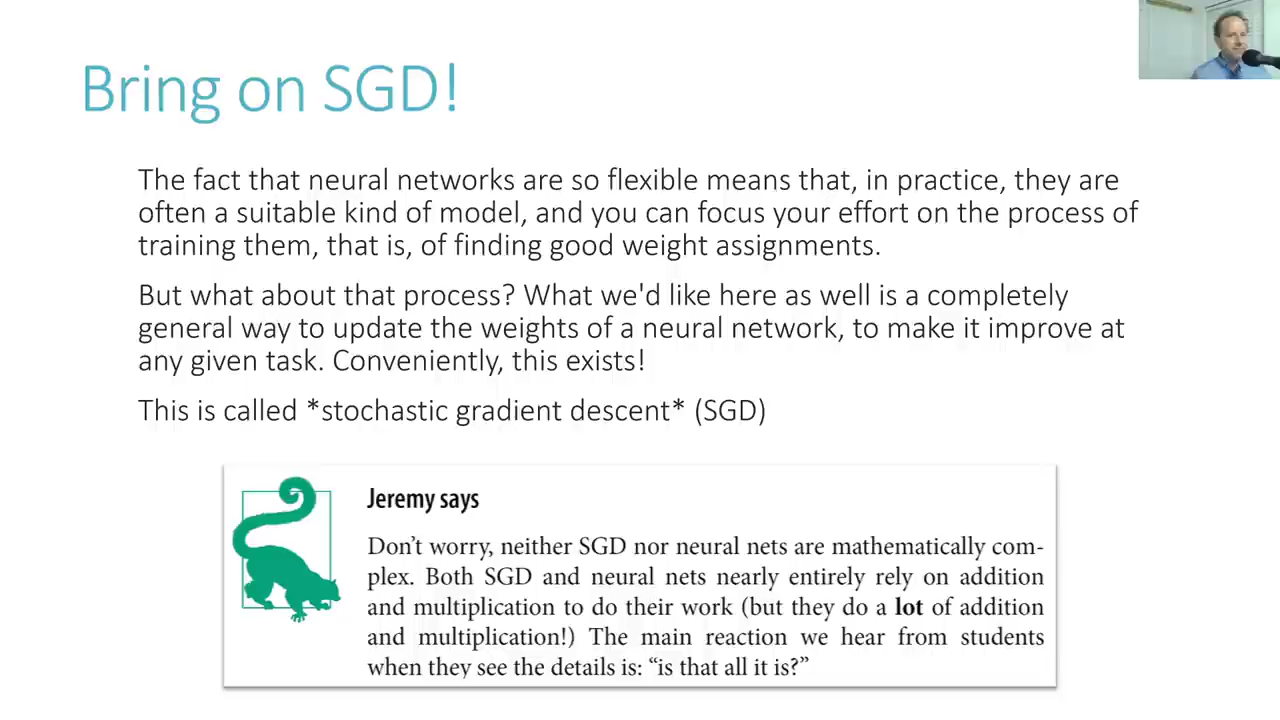 Bring on SGD!
The fact that neural networks are so flexible means that, in practice, they are
often a suitable kind of model, and you can focus your effort on the process of
training them, that is, of finding good weight assignments.
But what about that process? What we'd like here as well is a completely
general way to update the weights of a neural network, to make it improve at
any given task. Conveniently, this exists!
This is called *stochastic gradient descent* (SGD)
Jeremy says
Don’t worry, neither SGD nor neural nets are mathematically com-
plex. Both SGD and neural nets nearly entirely rely on addition
and multiplication to do their work (but they do a lot of addition
and multiplication!) The main reaction we hear from students
when they see the details is: “is that all it is?”